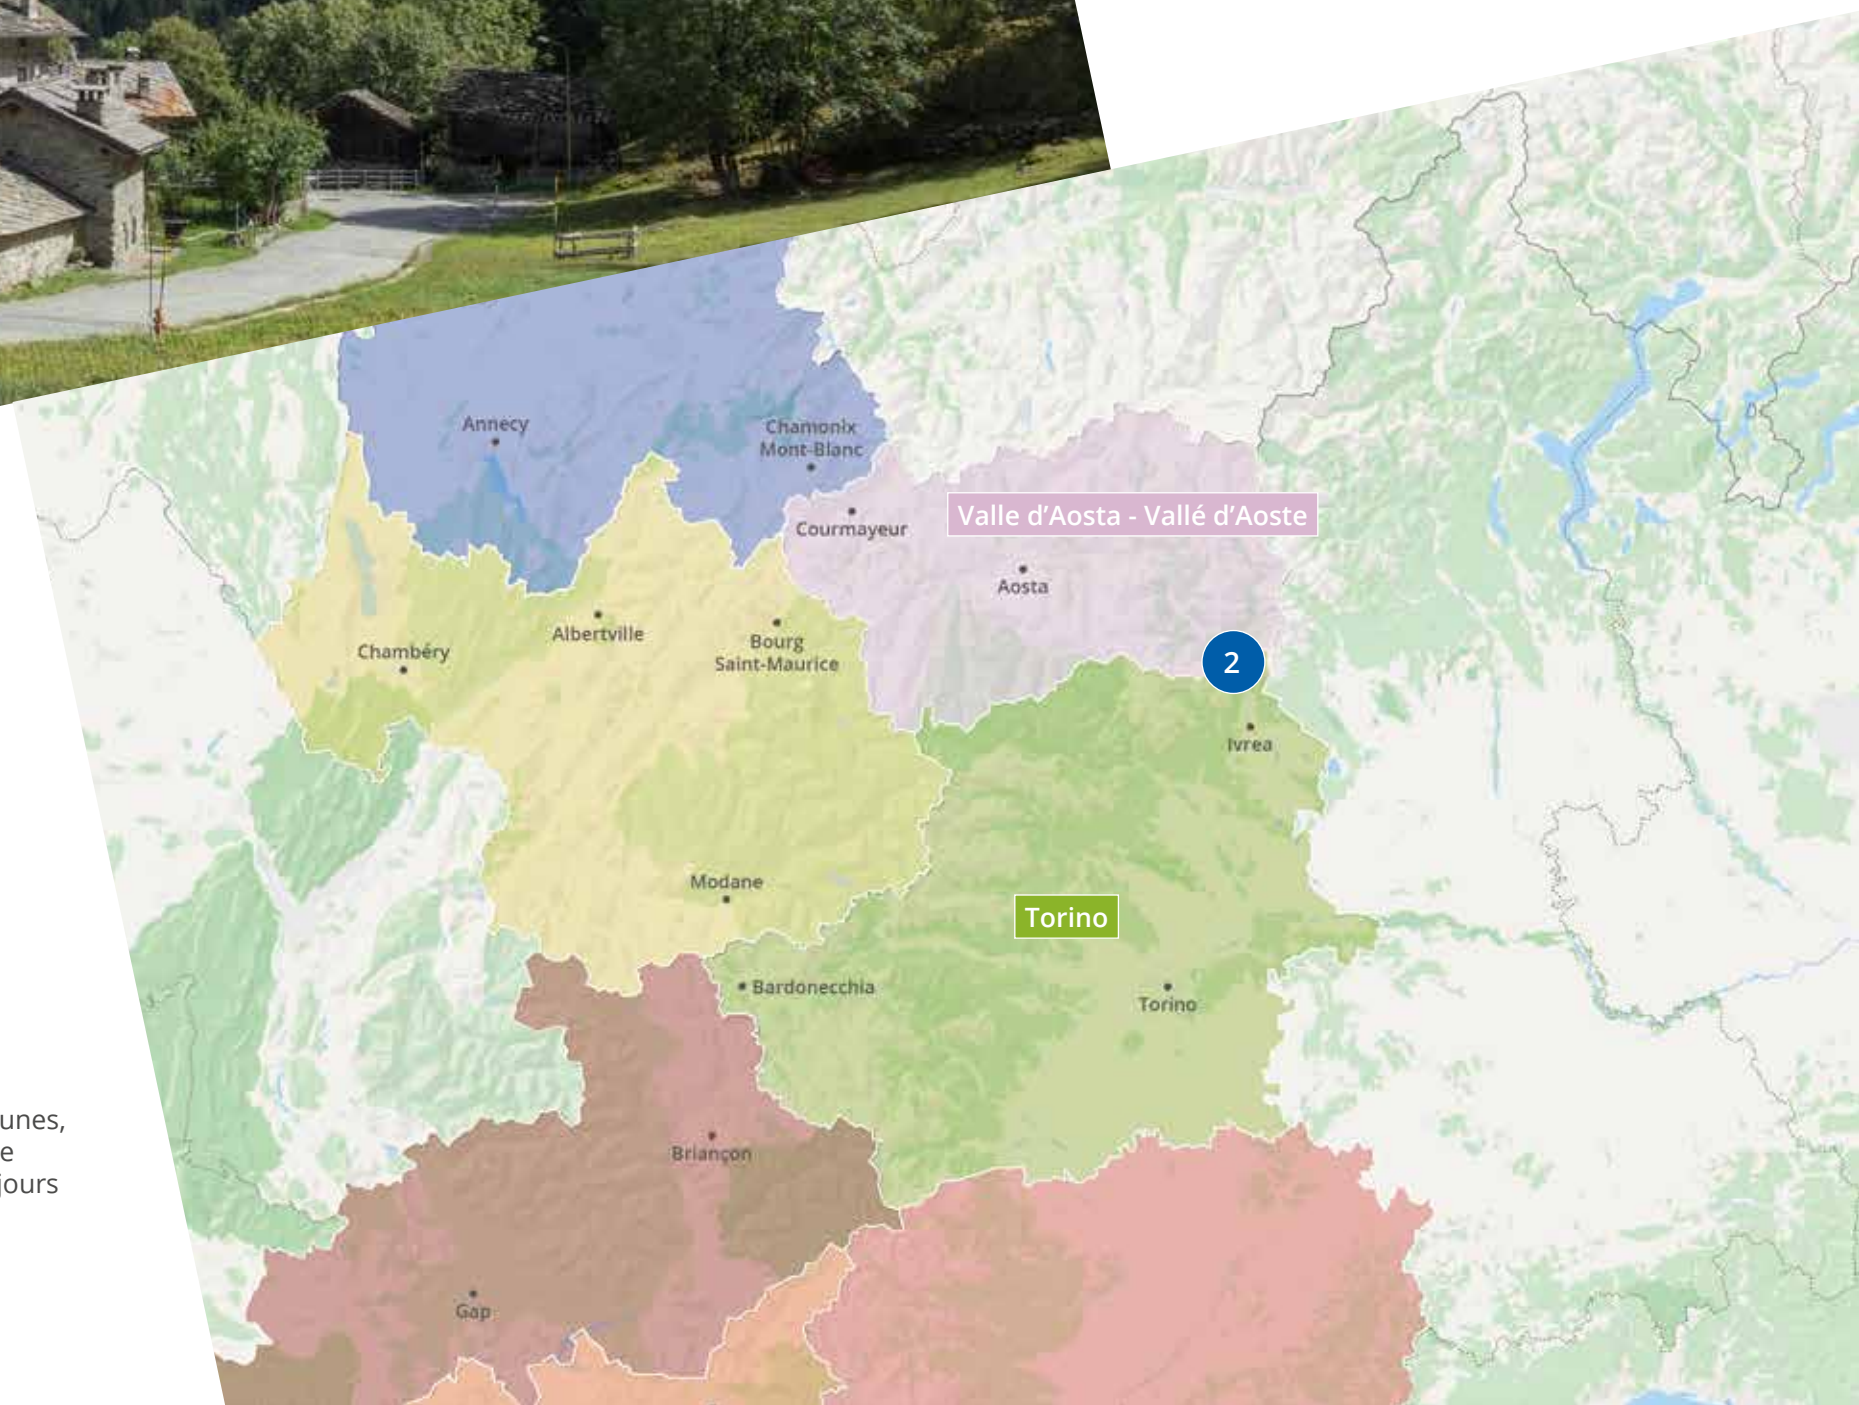 Annecy
Chamonix
Mont-Blanc
Courmayeur
Valle d'Aosta - Vallé d'Aoste
Aosta
Albertville
Bourg
Saint-Maurice
Chambéry
2
Ivrea
Modane
Torino
Bardonecchia
Torino
unes,
e
jours
Briançon
Gap